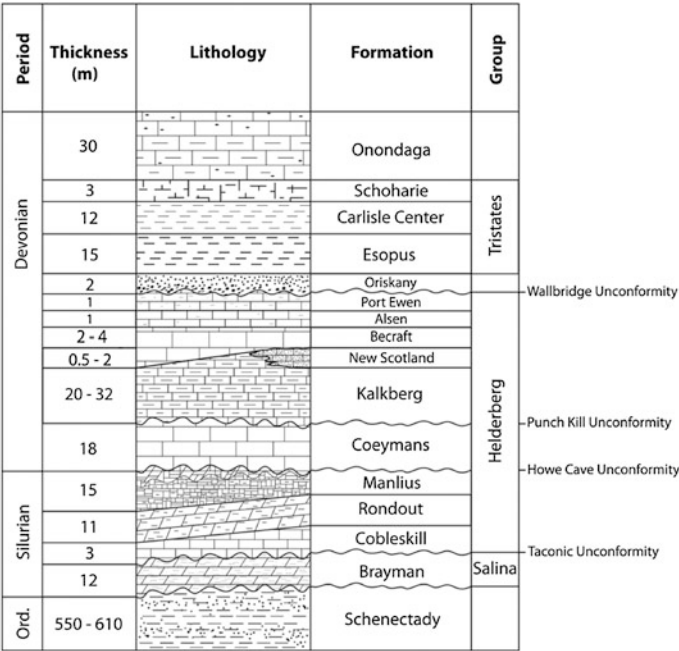 Period
Thickness
(m)
Lithology
Formation
Group
Devonian
30
Onondaga
3
Schoharie
Tristates
12
Carlisle Center
15
Esopus
2
Oriskany
Wallbridge Unconformity
1
Port Ewen
Helderberg
1
Alsen
2 - 4
Becraft
0.5 - 2
New Scotland
20 - 32
Kalkberg
Punch Kill Unconformity
18
Coeymans
Howe Cave Unconformity
Silurian
15
Manlius
Rondout
11
Cobleskill
3
Taconic Unconformity
12
Brayman
Salina
Ord.
550 - 610
Schenectady